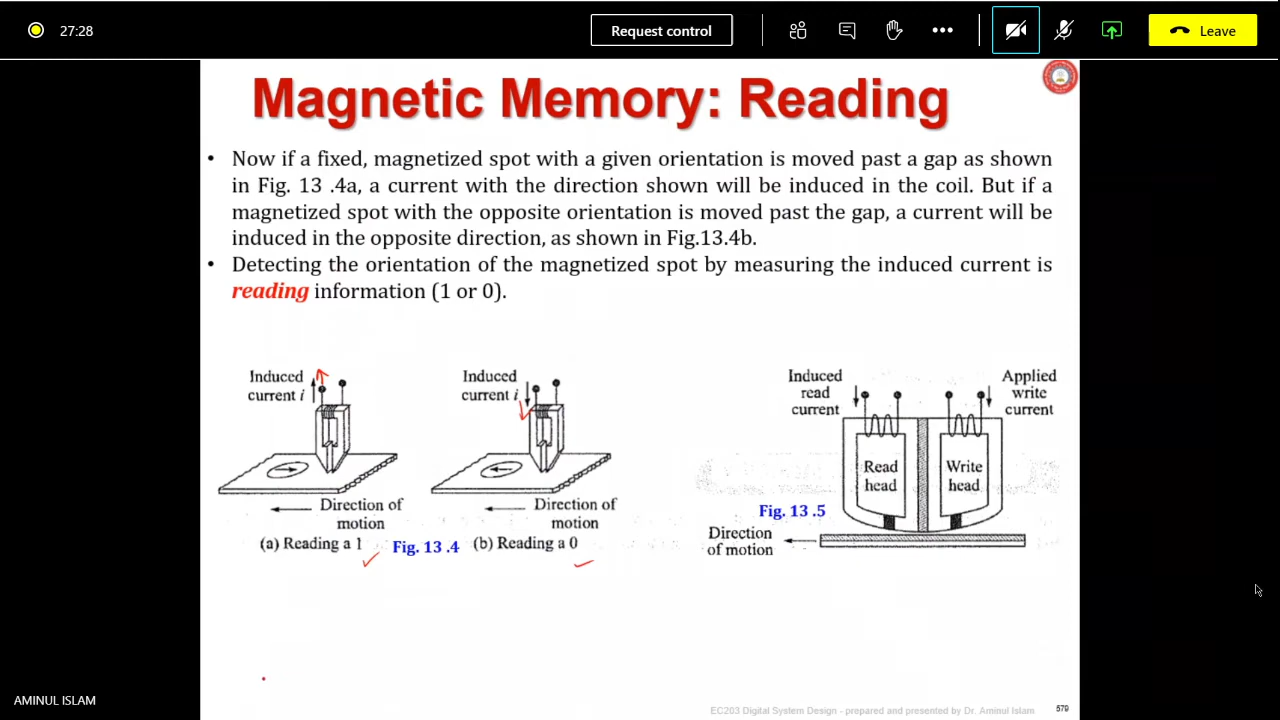 27:28
Request control
Leave
Magnetic Memory: Reading
• Now if a fixed, magnetized spot with a given orientation is moved past a gap as shown
in Fig. 13 .4a, a current with the direction shown will be induced in the coil. But if a
magnetized spot with the opposite orientation is moved past the gap, a current will be
induced in the opposite direction, as shown in Fig.13.4b.
• Detecting the orientation of the magnetized spot by measuring the induced current is
reading information (1 or 0).
Induced
current i
Direction of
motion
(a) Reading a 1
Fig. 13 .4
Induced
current i
Direction of
motion
(b) Reading a 0
Induced
read
current
Applied
write
current
Read
head
Write
head
Fig. 13 .5
Direction
of motion
AMINUL ISLAM
EC203 Digital System Design - prepared and presented by Dr. Aminul Islam
579